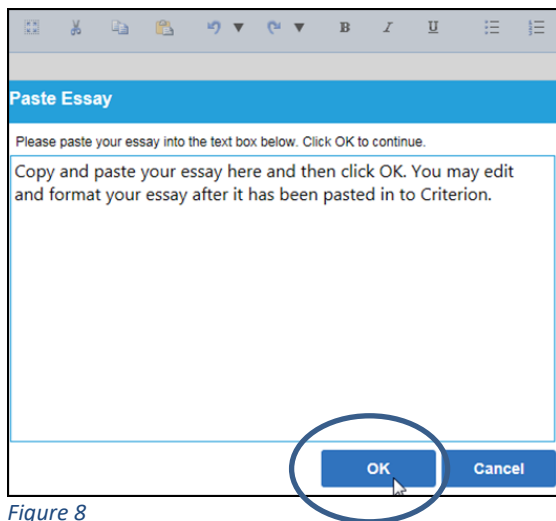 B I U
Paste Essay
Please paste your essay into the text box below. Click OK to continue.
Copy and paste your essay here and then click OK. You may edit
and format your essay after it has been pasted in to Criterion.
OK Cancel
Figure 8